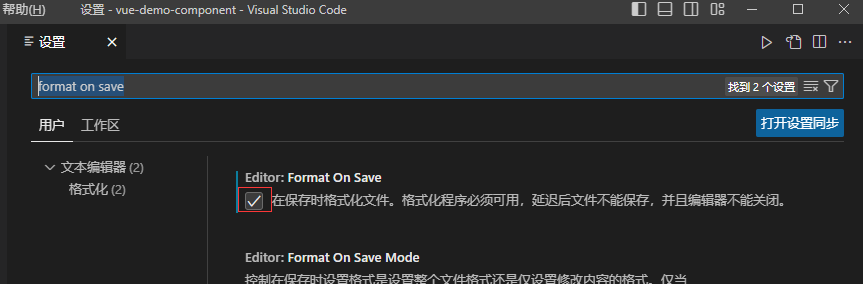 帮助(H) 设置 - vue-demo-component - Visual Studio Code
设置
format on save 找到 2 个设置
用户 工作区 打开设置同步
文本编辑器 (2)
格式化 (2)
Editor: Format On Save
在保存时格式化文件。格式化程序必须可用，延迟后文件不能保存，并且编辑器不能关闭。
Editor: Format On Save Mode
控制在保存时设置格式是设置整个文件格式还是仅设置修改内容的格式。仅当